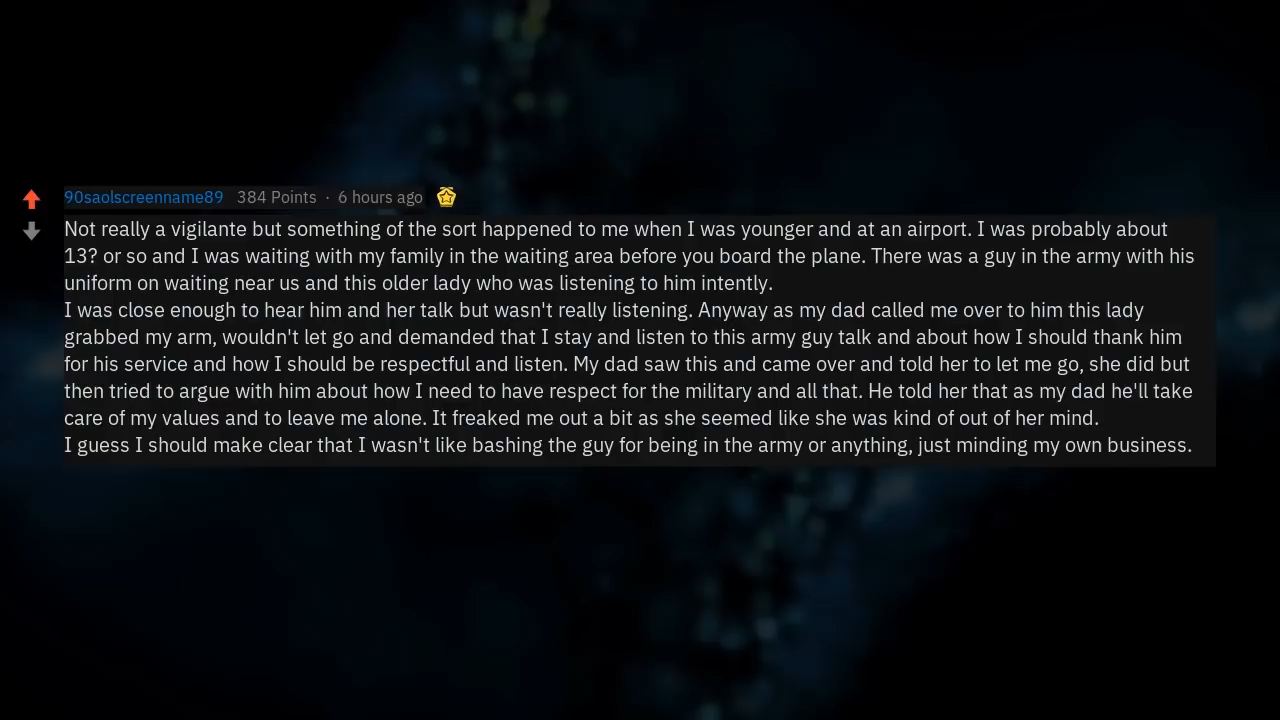 90saolscreenname89 384 Points · 6 hours ago
Not really a vigilante but something of the sort happened to me when I was younger and at an airport. I was probably about
13? or so and I was waiting with my family in the waiting area before you board the plane. There was a guy in the army with his
uniform on waiting near us and this older lady who was listening to him intently.
I was close enough to hear him and her talk but wasn't really listening. Anyway as my dad called me over to him this lady
grabbed my arm, wouldn't let go and demanded that I stay and listen to this army guy talk and about how I should thank him
for his service and how I should be respectful and listen. My dad saw this and came over and told her to let me go, she did but
then tried to argue with him about how I need to have respect for the military and all that. He told her that as my dad he'll take
care of my values and to leave me alone. It freaked me out a bit as she seemed like she was kind of out of her mind.
I guess I should make clear that I wasn't like bashing the guy for being in the army or anything, just minding my own business.